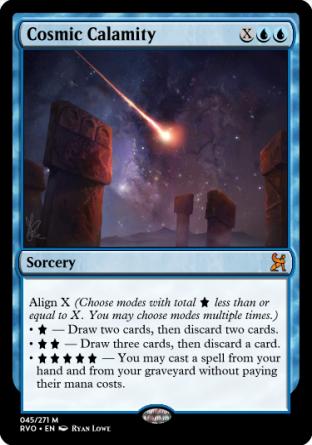 Cosmic Calamity XUU
Sorcery
Align X (Choose modes with total ★ less than or
equal to X. You may choose modes multiple times.)
• ★ — Draw two cards, then discard two cards.
• ★★ — Draw three cards, then discard a card.
• ★★★★★ — You may cast a spell from your
hand and from your graveyard without paying
their mana costs.
045/271 M
RVO • EN Ryan Lowe